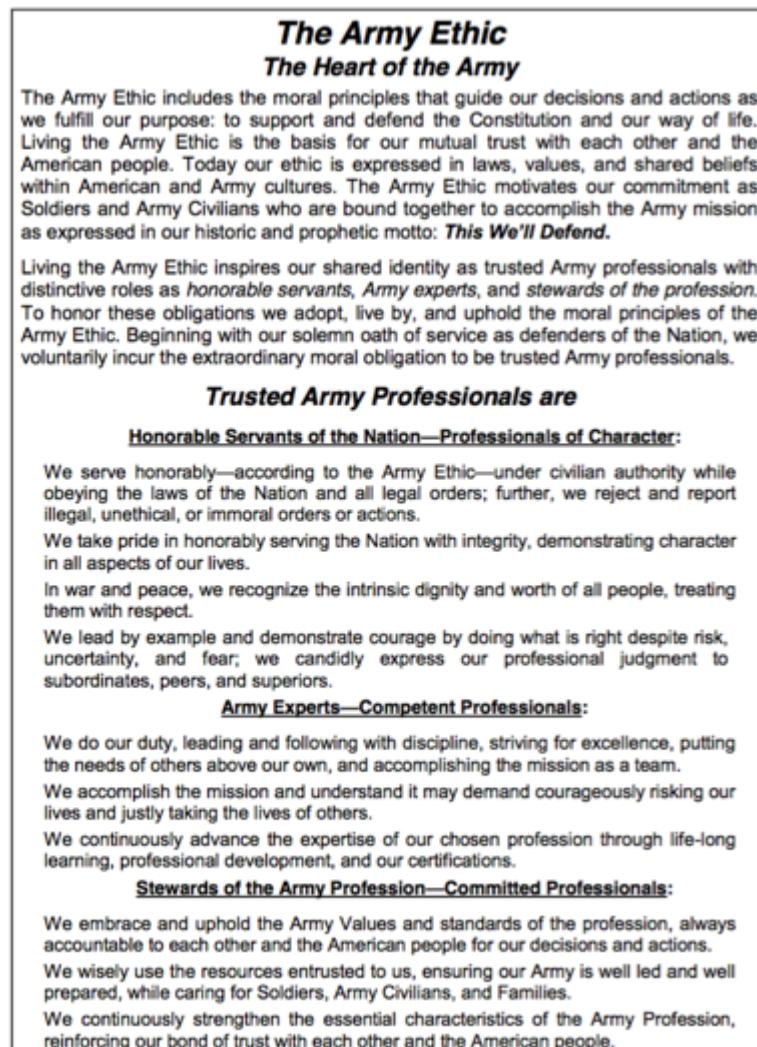 The Army Ethic
The Heart of the Army
The Army Ethic includes the moral principles that guide our decisions and actions as
we fulfill our purpose: to support and defend the Constitution and our way of life.
Living the Army Ethic is the basis for our mutual trust with each other and the
American people. Today our ethic is expressed in laws, values, and shared beliefs
within American and Army cultures. The Army Ethic motivates our commitment as
Soldiers and Army Civilians who are bound together to accomplish the Army mission
as expressed in our historic and prophetic motto: This We'll Defend.
Living the Army Ethic inspires our shared identity as trusted Army professionals with
distinctive roles as honorable servants, Army experts, and stewards of the profession.
To honor these obligations we adopt, live by, and uphold the moral principles of the
Army Ethic. Beginning with our solemn oath of service as defenders of the Nation, we
voluntarily incur the extraordinary moral obligation to be trusted Army professionals.
Trusted Army Professionals are
Honorable Servants of the Nation—Professionals of Character:
We serve honorably—according to the Army Ethic—under civilian authority while
obeying the laws of the Nation and all legal orders; further, we reject and report
illegal, unethical, or immoral orders or actions.
We take pride in honorably serving the Nation with integrity, demonstrating character
in all aspects of our lives.
In war and peace, we recognize the intrinsic dignity and worth of all people, treating
them with respect.
We lead by example and demonstrate courage by doing what is right despite risk,
uncertainty, and fear; we candidly express our professional judgment to
subordinates, peers, and superiors.
Army Experts—Competent Professionals:
We do our duty, leading and following with discipline, striving for excellence, putting
the needs of others above our own, and accomplishing the mission as a team.
We accomplish the mission and understand it may demand courageously risking our
lives and justly taking the lives of others.
We continuously advance the expertise of our chosen profession through life-long
learning, professional development, and our certifications.
Stewards of the Army Profession—Committed Professionals:
We embrace and uphold the Army Values and standards of the profession, always
accountable to each other and the American people for our decisions and actions.
We wisely use the resources entrusted to us, ensuring our Army is well led and well
prepared, while caring for Soldiers, Army Civilians, and Families.
We continuously strengthen the essential characteristics of the Army Profession,
reinforcing our bond of trust with each other and the American people.